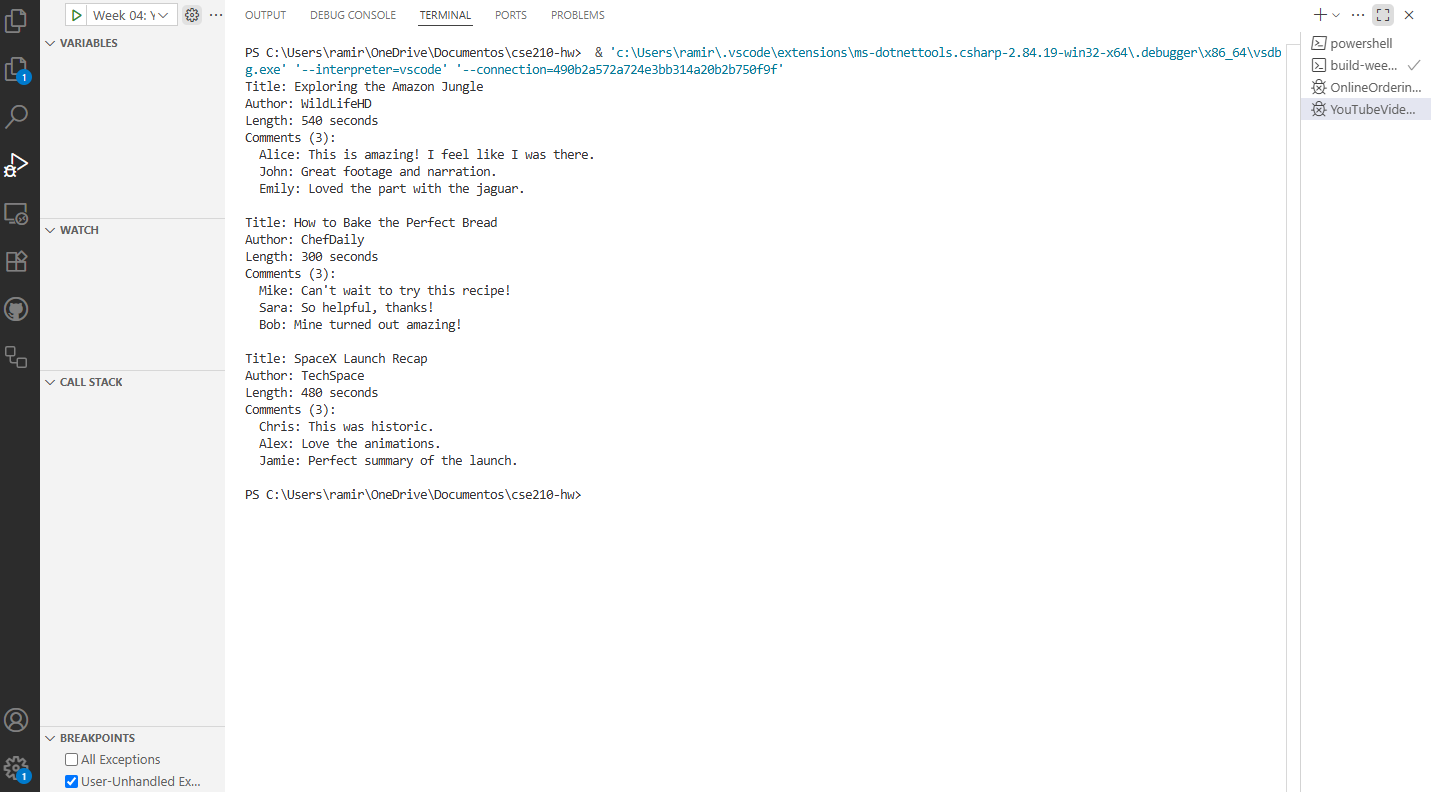 Week 04: Y
OUTPUT DEBUG CONSOLE TERMINAL PORTS PROBLEMS
VARIABLES
WATCH
CALL STACK
BREAKPOINTS
All Exceptions
User-Unhandled Ex...
1
1
PS C:\Users\ramir\OneDrive\Documentos\cse210-hw>  & 'c:\Users\ramir\.vscode\extensions\ms-dotnettools.csharp-2.84.19-win32-x64\.debugger\x86_64\vsdb
g.exe' '--interpreter=vscode' '--connection=490b2a572a724e3bb314a20b2b750f9f'
Title: Exploring the Amazon Jungle
Author: WildLifeHD
Length: 540 seconds
Comments (3):
  Alice: This is amazing! I feel like I was there.
  John: Great footage and narration.
  Emily: Loved the part with the jaguar.

Title: How to Bake the Perfect Bread
Author: ChefDaily
Length: 300 seconds
Comments (3):
  Mike: Can't wait to try this recipe!
  Sara: So helpful, thanks!
  Bob: Mine turned out amazing!

Title: SpaceX Launch Recap
Author: TechSpace
Length: 480 seconds
Comments (3):
  Chris: This was historic.
  Alex: Love the animations.
  Jamie: Perfect summary of the launch.

PS C:\Users\ramir\OneDrive\Documentos\cse210-hw>
powershell
build-wee...
OnlineOrderin...
YouTubeVide...